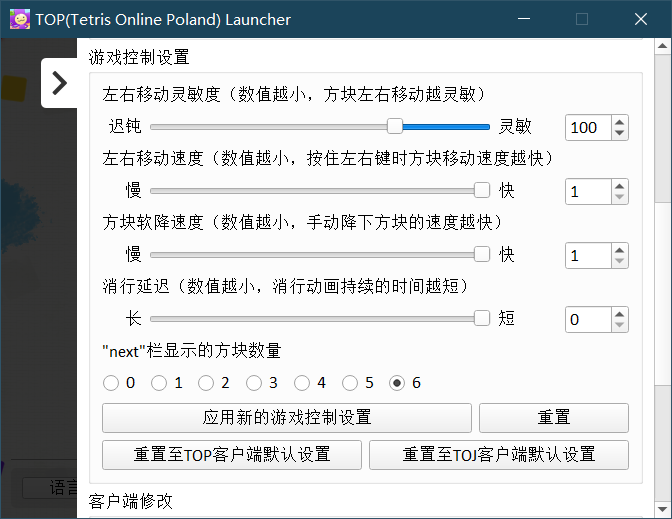 TOP(Tetris Online Poland) Launcher
游戏控制设置
左右移动灵敏度（数值越小，方块左右移动越灵敏）
迟钝 灵敏 100
左右移动速度（数值越小，按住左右键时方块移动速度越快）
慢 快 1
方块软降速度（数值越小，手动降下方块的速度越快）
慢 快 1
消行延迟（数值越小，消行动画持续的时间越短）
长 短 0
"next"栏显示的方块数量
0 1 2 3 4 5 6
应用新的游戏控制设置 重置
重置至TOP客户端默认设置 重置至TOJ客户端默认设置
语言
客户端修改